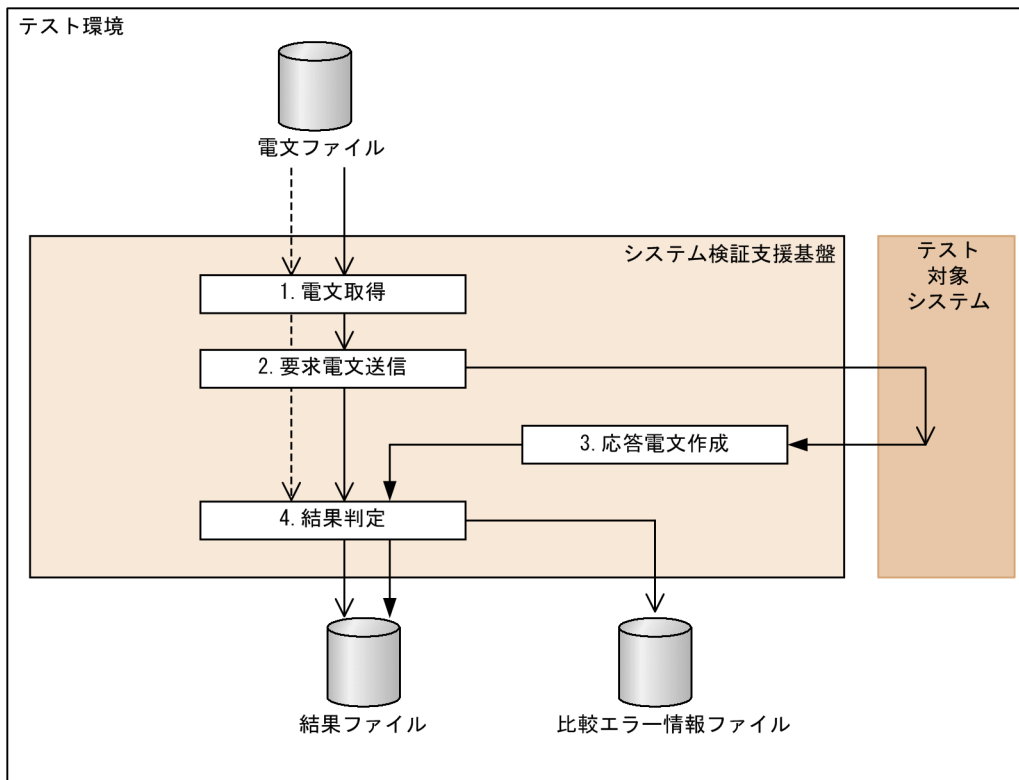 テスト環境
電文ファイル
システム検証支援基盤
テスト
対象
システム
1.電文取得
2.要求電文送信
3.応答電文作成
4.結果判定
結果ファイル
比較エラー情報ファイル